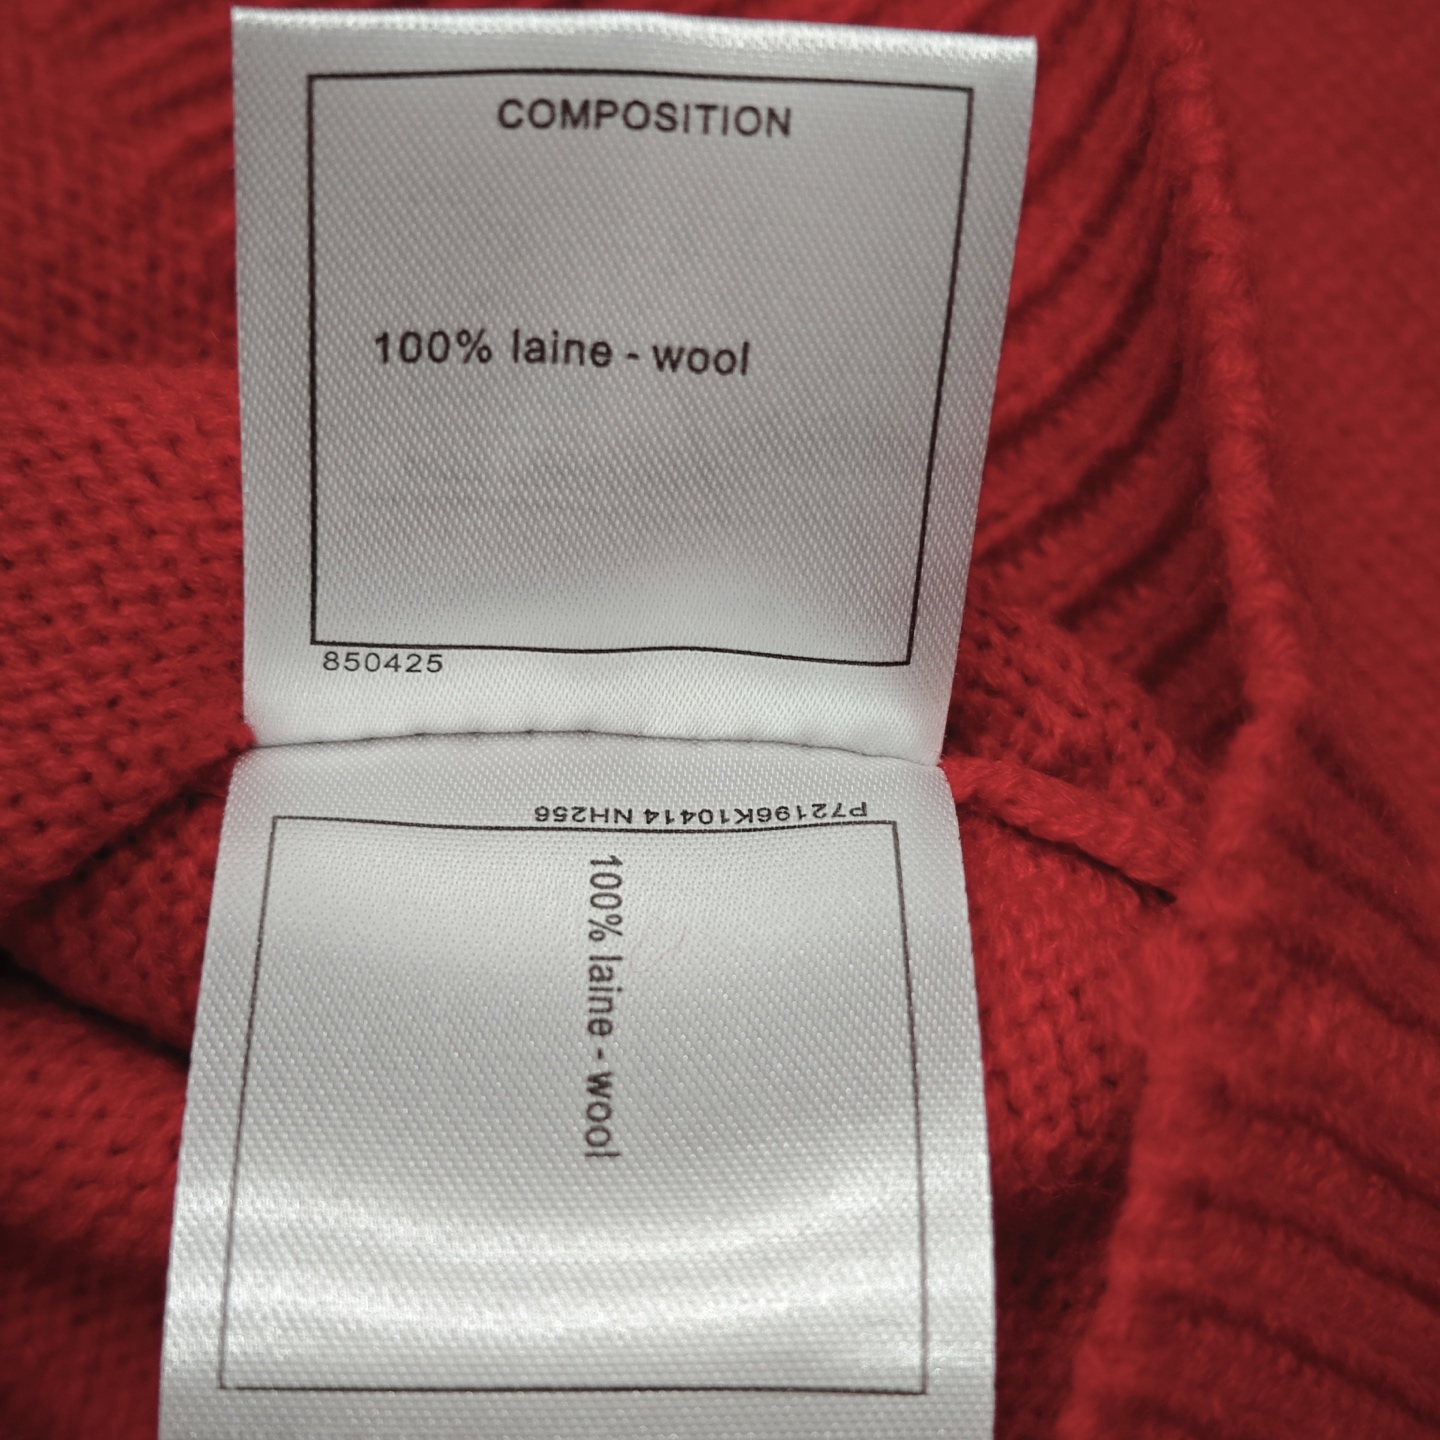 COMPOSITION
100% laine - wool
850425
P72196K10414 NH256
100% laine - wool